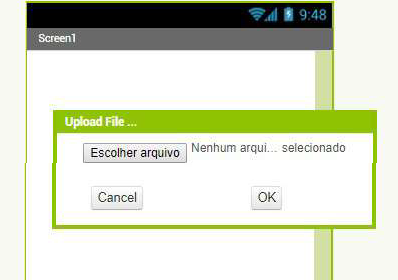 9:48
Screen1
Upload File ...
Escolher arquivo Nenhum arqui... selecionado
Cancel OK